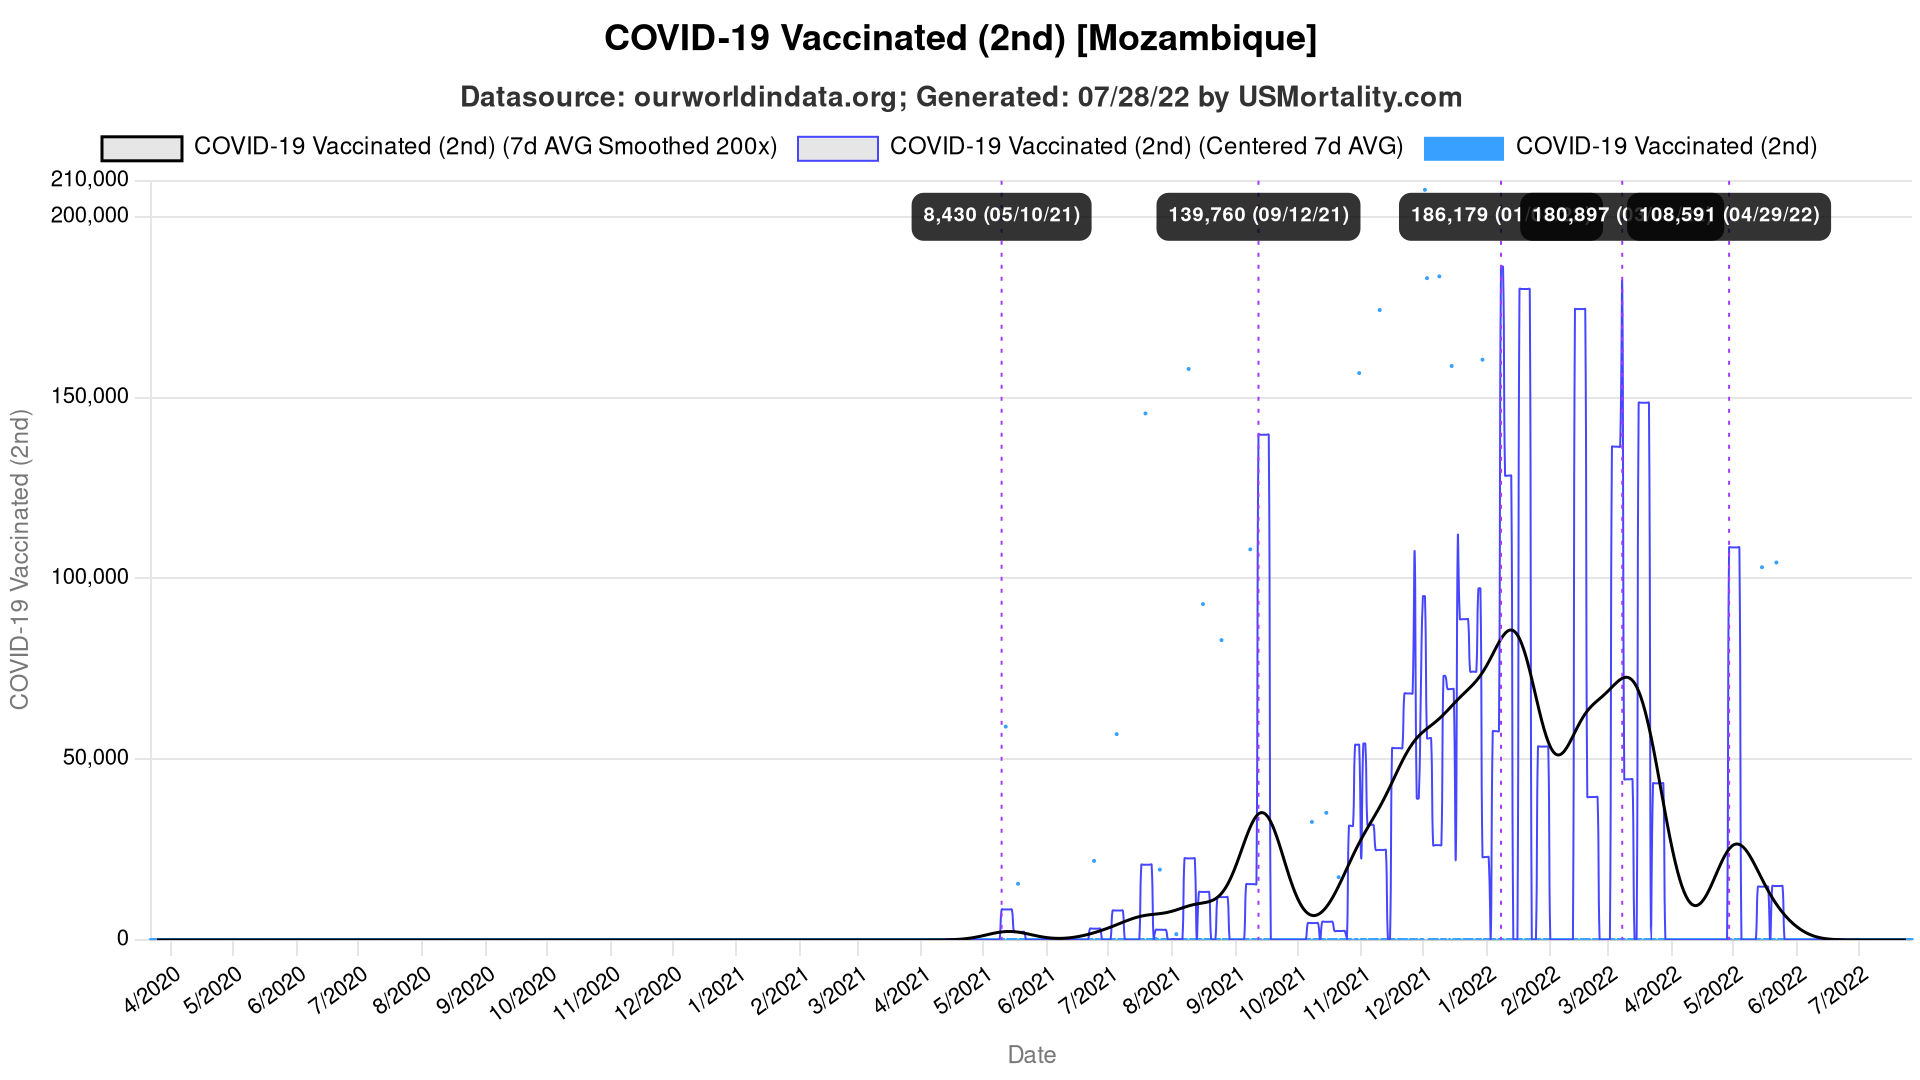 COVID-19 Vaccinated (2nd) [Mozambique]
Datasource: ourworldindata.org; Generated: 07/28/22 by USMortality.com
COVID-19 Vaccinated (2nd) (7d AVG Smoothed 200x) COVID-19 Vaccinated (2nd) (Centered 7d AVG) COVID-19 Vaccinated (2nd)
210,000
8,430 (05/10/21) 139,760 (09/12/21) 186,179 (01/ 180,897 (03 108,591 (04/29/22)
200,000
150,000
100,000
50,000
0
COVID-19 Vaccinated (2nd)
4/2020 5/2020 6/2020 7/2020 8/2020 9/2020 10/2020 11/2020 12/2020 1/2021 2/2021 3/2021 4/2021 5/2021 6/2021 7/2021 8/2021 9/2021 10/2021 11/2021 12/2021 1/2022 2/2022 3/2022 4/2022 5/2022 6/2022 7/2022
Date